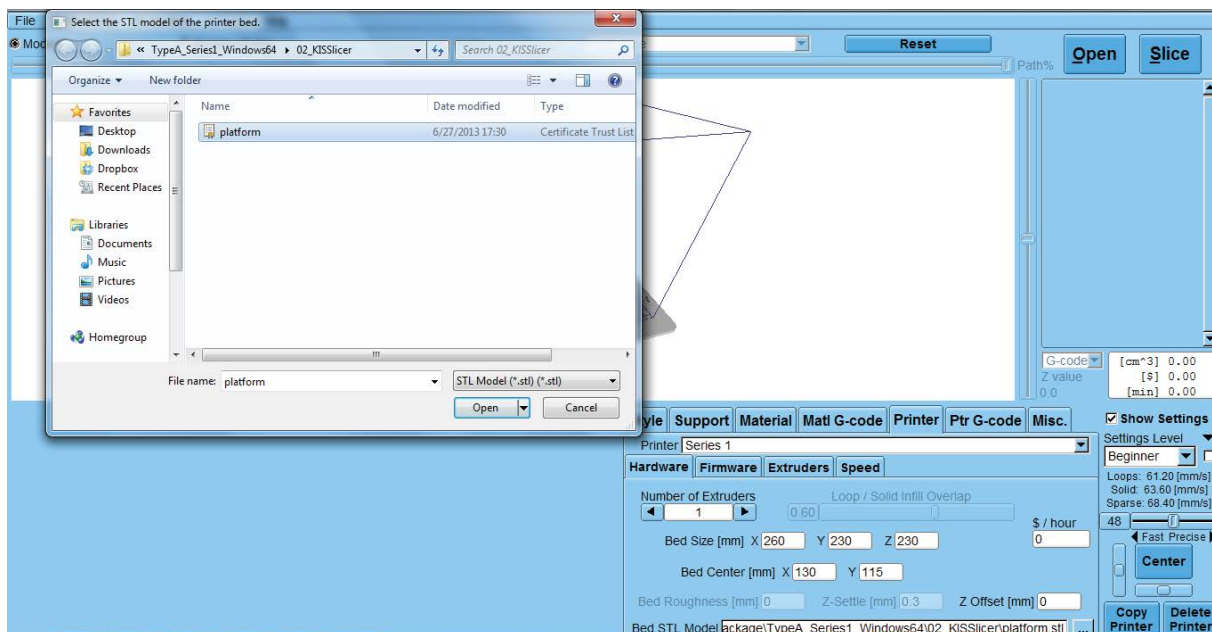 File
Select the STL model of the printer bed.
« TypeA_Series1_Windows64 ▸ 02_KISSlicer
Search 02_KISSlicer
Reset
Path%
Open
Slice
Organize
New folder
Favorites
Desktop
Downloads
Dropbox
Recent Places
Libraries
Documents
Music
Pictures
Videos
Homegroup
Name Date modified Type
platform 6/27/2013 17:30 Certificate Trust List
File name: platform
STL Model (*.stl) (*.stl)
Open Cancel
G-code
Z value
0.0
[cm^3] 0.00
[$] 0.00
[min] 0.00
Support Material Matl G-code Printer Ptr G-code Misc.
Printer Series 1
Hardware Firmware Extruders Speed
Number of Extruders
1
Loop / Solid Infill Overlap
0.60
$ / hour
0
Bed Size [mm] X 260 Y 230 Z 230
Bed Center [mm] X 130 Y 115
Bed Roughness [mm] 0 Z-Settle [mm] 0.3 Z Offset [mm] 0
Bed STL Model ackage\TypeA_Series1_Windows64\02_KISSlicer\platform.stl ...
Show Settings
Settings Level
Beginner
Loops: 61.20 [mm/s]
Solid: 63.60 [mm/s]
Sparse: 68.40 [mm/s]
48
Fast Precise
Center
Copy Printer
Delete Printer